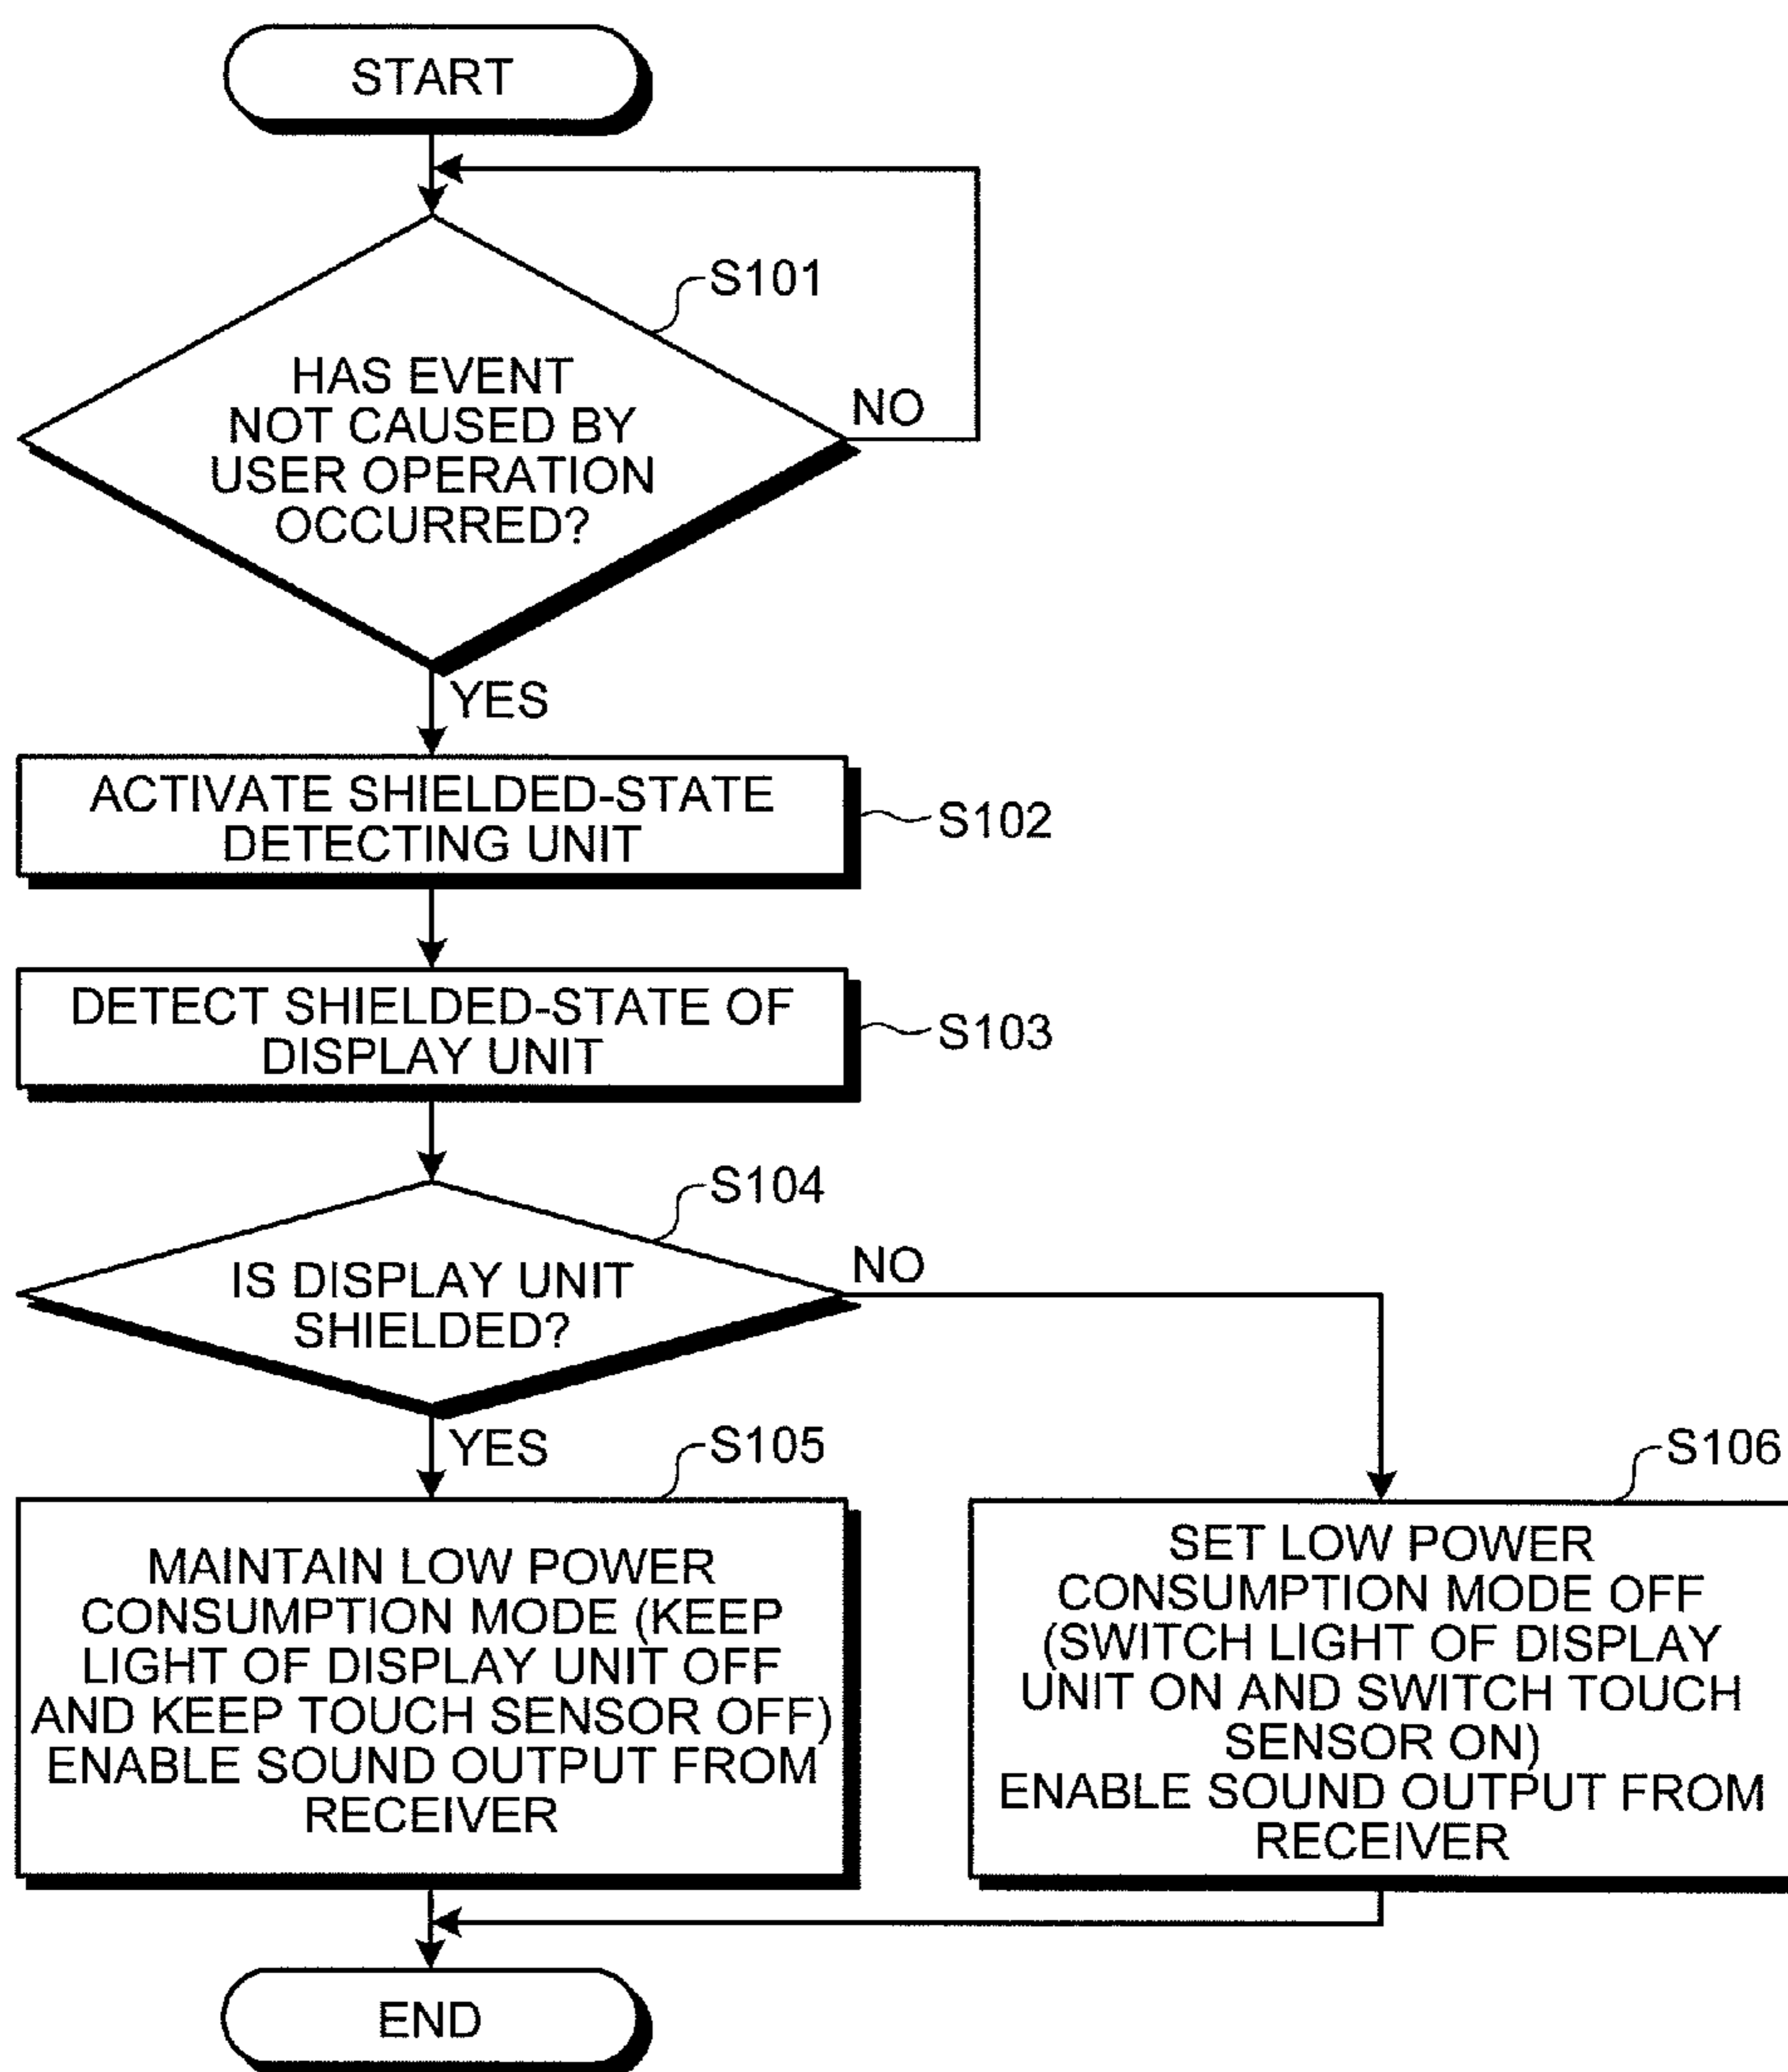 START
S101
HAS EVENT
NOT CAUSED BY
USER OPERATION
OCCURRED?
NO
YES
ACTIVATE SHIELDED-STATE
DETECTING UNIT
S102
DETECT SHIELDED-STATE OF
DISPLAY UNIT
S103
S104
IS DISPLAY UNIT
SHIELDED?
NO
YES
S105
MAINTAIN LOW POWER
CONSUMPTION MODE (KEEP
LIGHT OF DISPLAY UNIT OFF
AND KEEP TOUCH SENSOR OFF)
ENABLE SOUND OUTPUT FROM
RECEIVER
S106
SET LOW POWER
CONSUMPTION MODE OFF
(SWITCH LIGHT OF DISPLAY
UNIT ON AND SWITCH TOUCH
SENSOR ON)
ENABLE SOUND OUTPUT FROM
RECEIVER
END